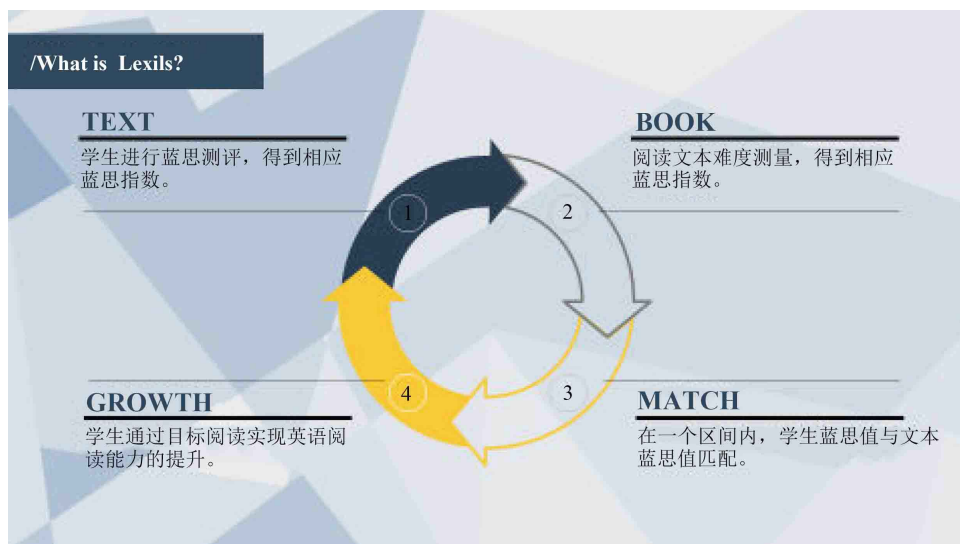 /What is Lexils?
TEXT
学生进行蓝思测评，得到相应
蓝思指数。
1
BOOK
阅读文本难度测量，得到相应
蓝思指数。
2
MATCH
在一个区间内，学生蓝思值与文本
蓝思值匹配。
3
GROWTH
学生通过目标阅读实现英语阅
读能力的提升。
4